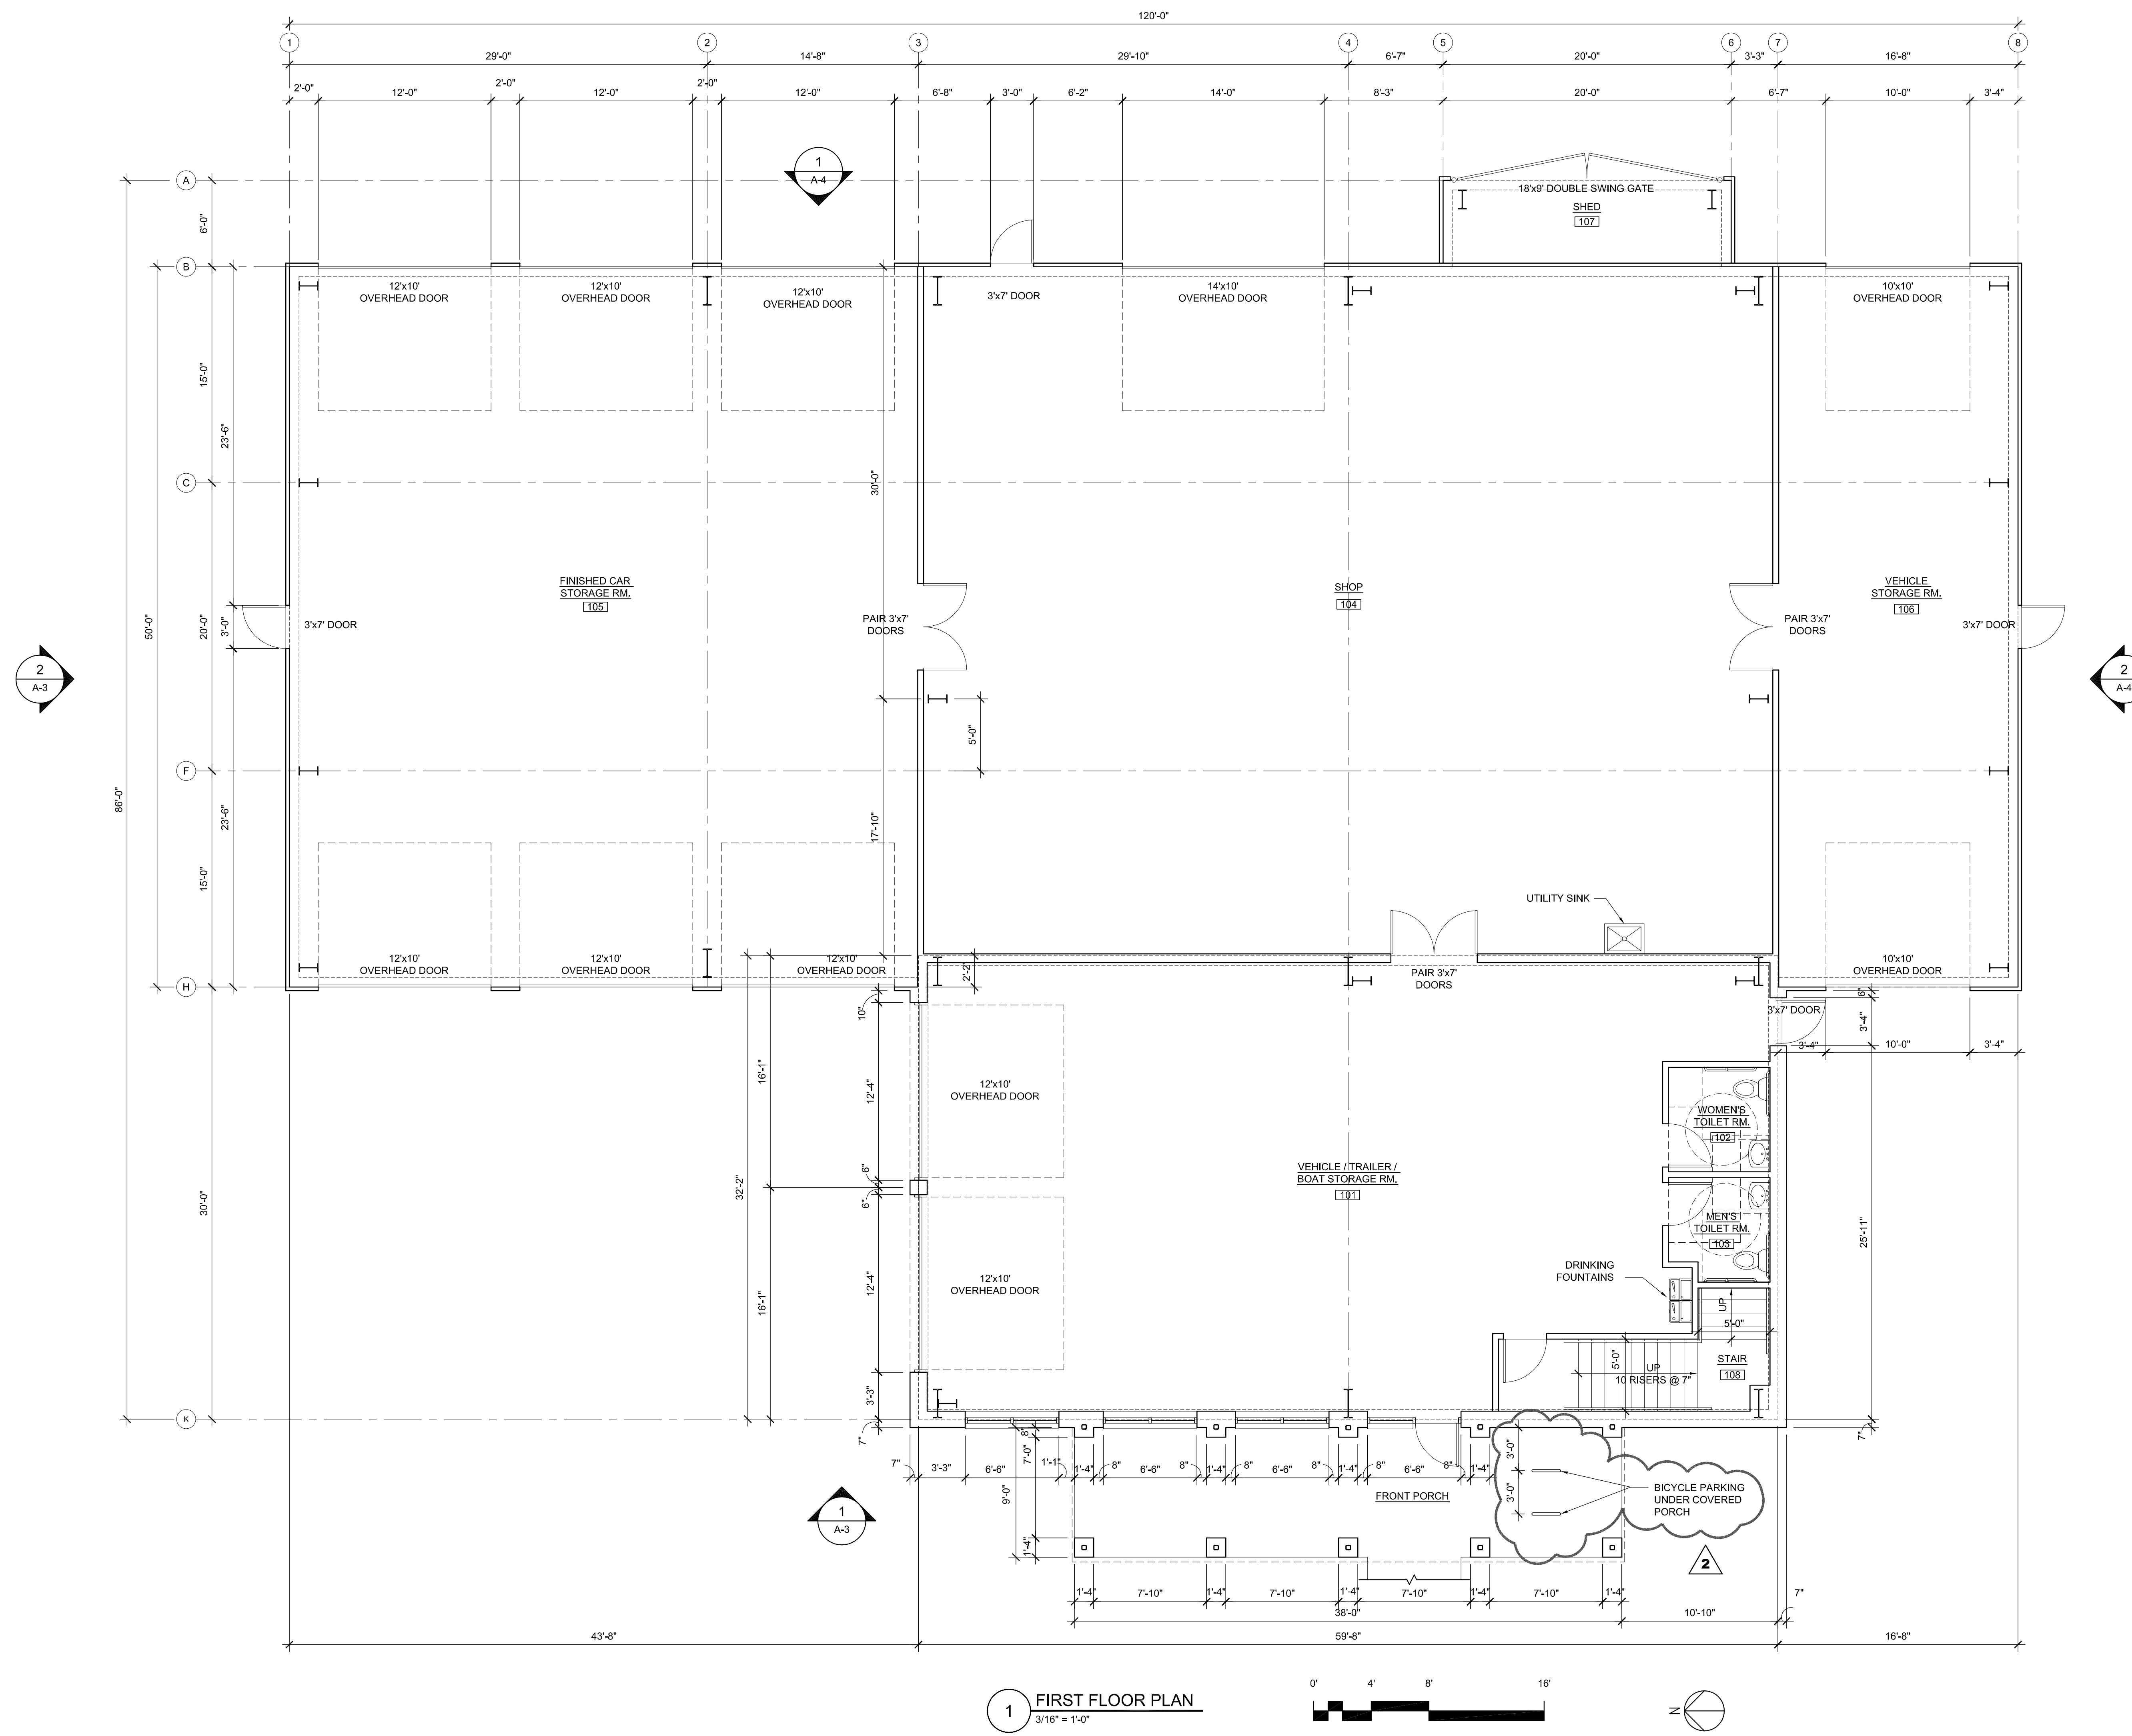 120'-0"
1
2
3
4
5
6
7
8
29'-0"
14'-8"
29'-10"
6'-7"
20'-0"
3'-3"
16'-8"
2'-0"
12'-0"
2'-0"
12'-0"
2'-0"
12'-0"
6'-8"
3'-0"
6'-2"
14'-0"
8'-3"
20'-0"
6'-7"
10'-0"
3'-4"
1
A-4
A
6'-0"
18'x9' DOUBLE SWING GATE
SHED
107
B
12'x10'
OVERHEAD DOOR
12'x10'
OVERHEAD DOOR
12'x10'
OVERHEAD DOOR
3'x7' DOOR
14'x10'
OVERHEAD DOOR
10'x10'
OVERHEAD DOOR
15'-0"
23'-6"
C
30'-0"
FINISHED CAR
STORAGE RM.
105
SHOP
104
VEHICLE
STORAGE RM.
106
50'-0"
20'-0"
3'-0"
3'x7' DOOR
PAIR 3'x7'
DOORS
PAIR 3'x7'
DOORS
3'x7' DOOR
2
A-3
2
A-4
5'-0"
F
86'-0"
23'-6"
17'-10"
15'-0"
UTILITY SINK
12'x10'
OVERHEAD DOOR
12'x10'
OVERHEAD DOOR
12'x10'
OVERHEAD DOOR
2'-2"
PAIR 3'x7'
DOORS
10'x10'
OVERHEAD DOOR
H
10"
6"
3'x7' DOOR
3'-4"
3'-4"
10'-0"
3'-4"
16'-1"
12'-4"
12'x10'
OVERHEAD DOOR
WOMEN'S
TOILET RM.
102
32'-2"
30'-0"
6"
6"
VEHICLE / TRAILER /
BOAT STORAGE RM.
101
MEN'S
TOILET RM.
103
25'-11"
16'-1"
12'-4"
12'x10'
OVERHEAD DOOR
DRINKING
FOUNTAINS
UP
5'-0"
5'-0"
UP
10 RISERS @ 7"
STAIR
108
3'-3"
K
7"
8"
7'-0"
9'-0"
1'-4"
7"
3'-3"
6'-6"
1'-1"
1'-4"
8"
6'-6"
8"
1'-4"
8"
6'-6"
8"
1'-4"
8"
6'-6"
8"
1'-4"
3'-0"
3'-0"
7"
FRONT PORCH
BICYCLE PARKING
UNDER COVERED
PORCH
1
A-3
2
1'-4"
7'-10"
1'-4"
7'-10"
1'-4"
7'-10"
1'-4"
7'-10"
1'-4"
38'-0"
10'-10"
7"
43'-8"
59'-8"
16'-8"
1
FIRST FLOOR PLAN
3/16" = 1'-0"
0'
4'
8'
16'
N